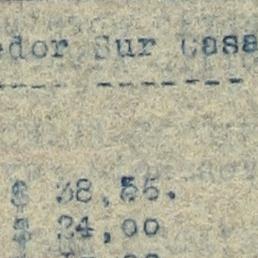 edor Sur Casa
---- -------
$ 38,55.
$ 24,00